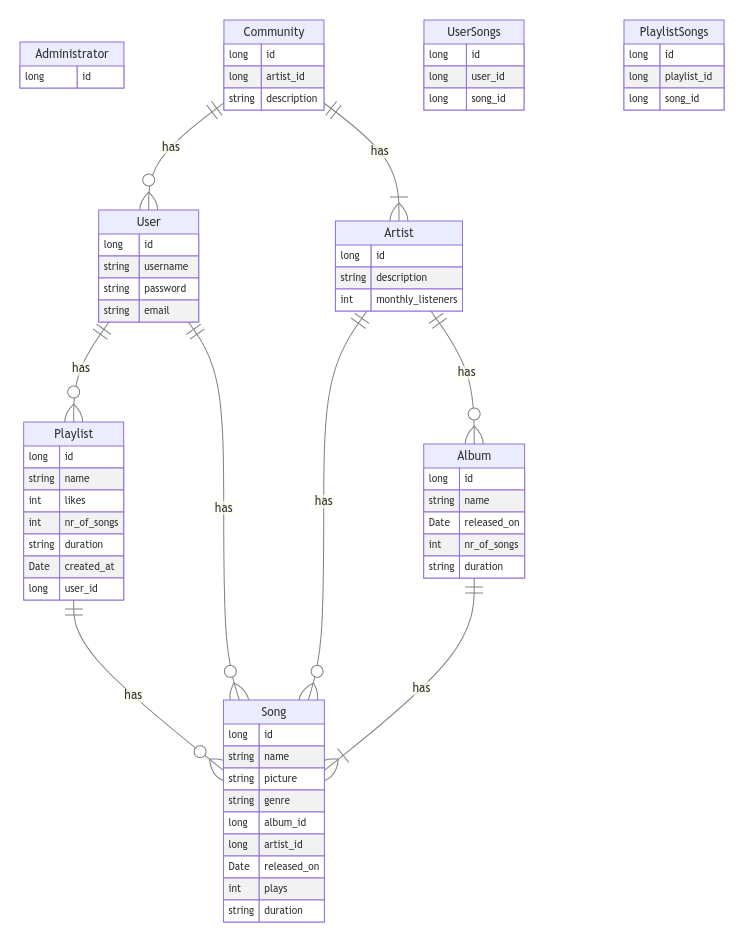 Administrator
long id
Community
long id
long artist_id
string description
UserSongs
long id
long user_id
long song_id
PlaylistSongs
long id
long playlist_id
long song_id
has
has
User
long id
string username
string password
string email
Artist
long id
string description
int monthly_listeners
has
has
Playlist
long id
string name
int likes
int nr_of_songs
string duration
Date created_at
long user_id
Album
long id
string name
Date released_on
int nr_of_songs
string duration
has
has
has
has
Song
long id
string name
string picture
string genre
long album_id
long artist_id
Date released_on
int plays
string duration